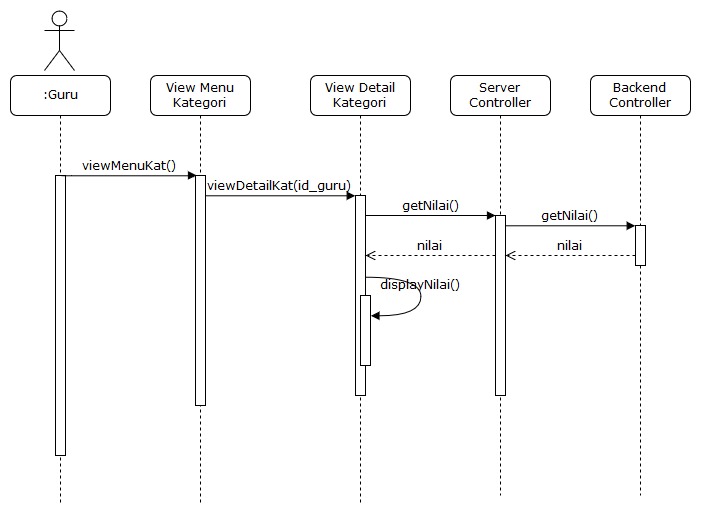 :Guru
View Menu
Kategori
View Detail
Kategori
Server
Controller
Backend
Controller
viewMenuKat()
viewDetailKat(id_guru)
getNilai()
getNilai()
nilai
nilai
displayNilai()